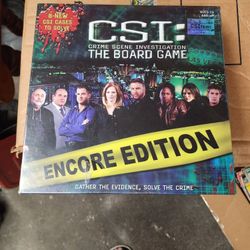 8 NEW
CSI CASES
TO SOLVE
CSI:
CRIME SCENE INVESTIGATION
THE BOARD GAME
ENCORE EDITION
GATHER THE EVIDENCE, SOLVE THE CRIME